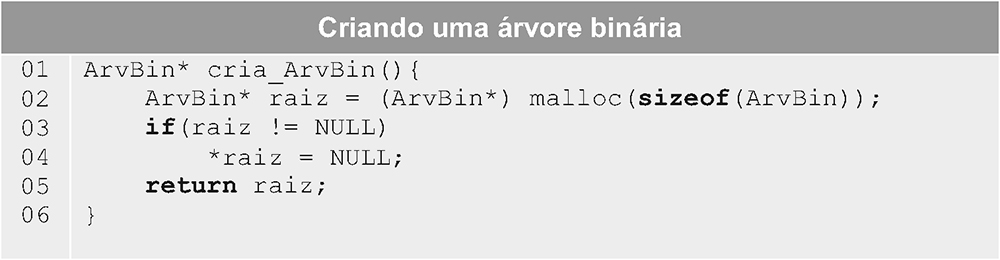 Criando uma árvore binária
01 ArvBin* cria_ArvBin(){
02     ArvBin* raiz = (ArvBin*) malloc(sizeof(ArvBin));
03     if(raiz != NULL)
04         *raiz = NULL;
05     return raiz;
06 }